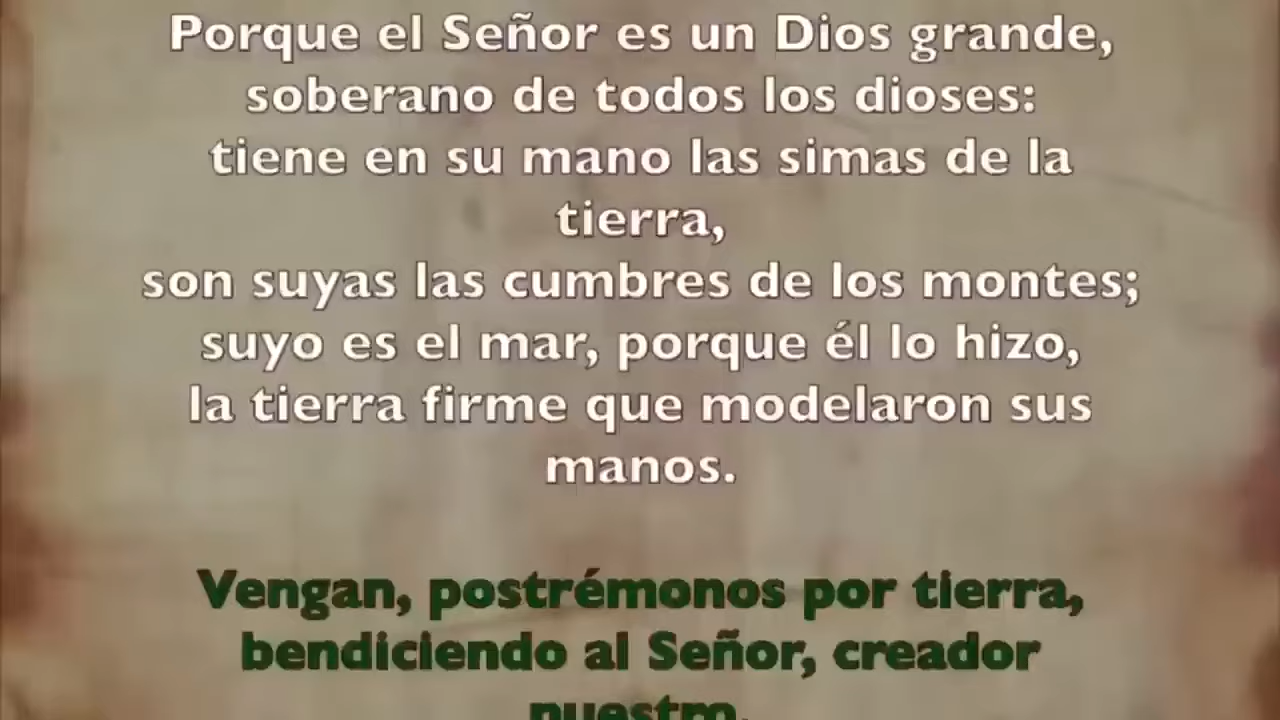 Porque el Señor es un Dios grande,
soberano de todos los dioses:
tiene en su mano las simas de la
tierra,
son suyas las cumbres de los montes;
suyo es el mar, porque él lo hizo,
la tierra firme que modelaron sus
manos.
Vengan, postrémonos por tierra,
bendiciendo al Señor, creador
nuestro.